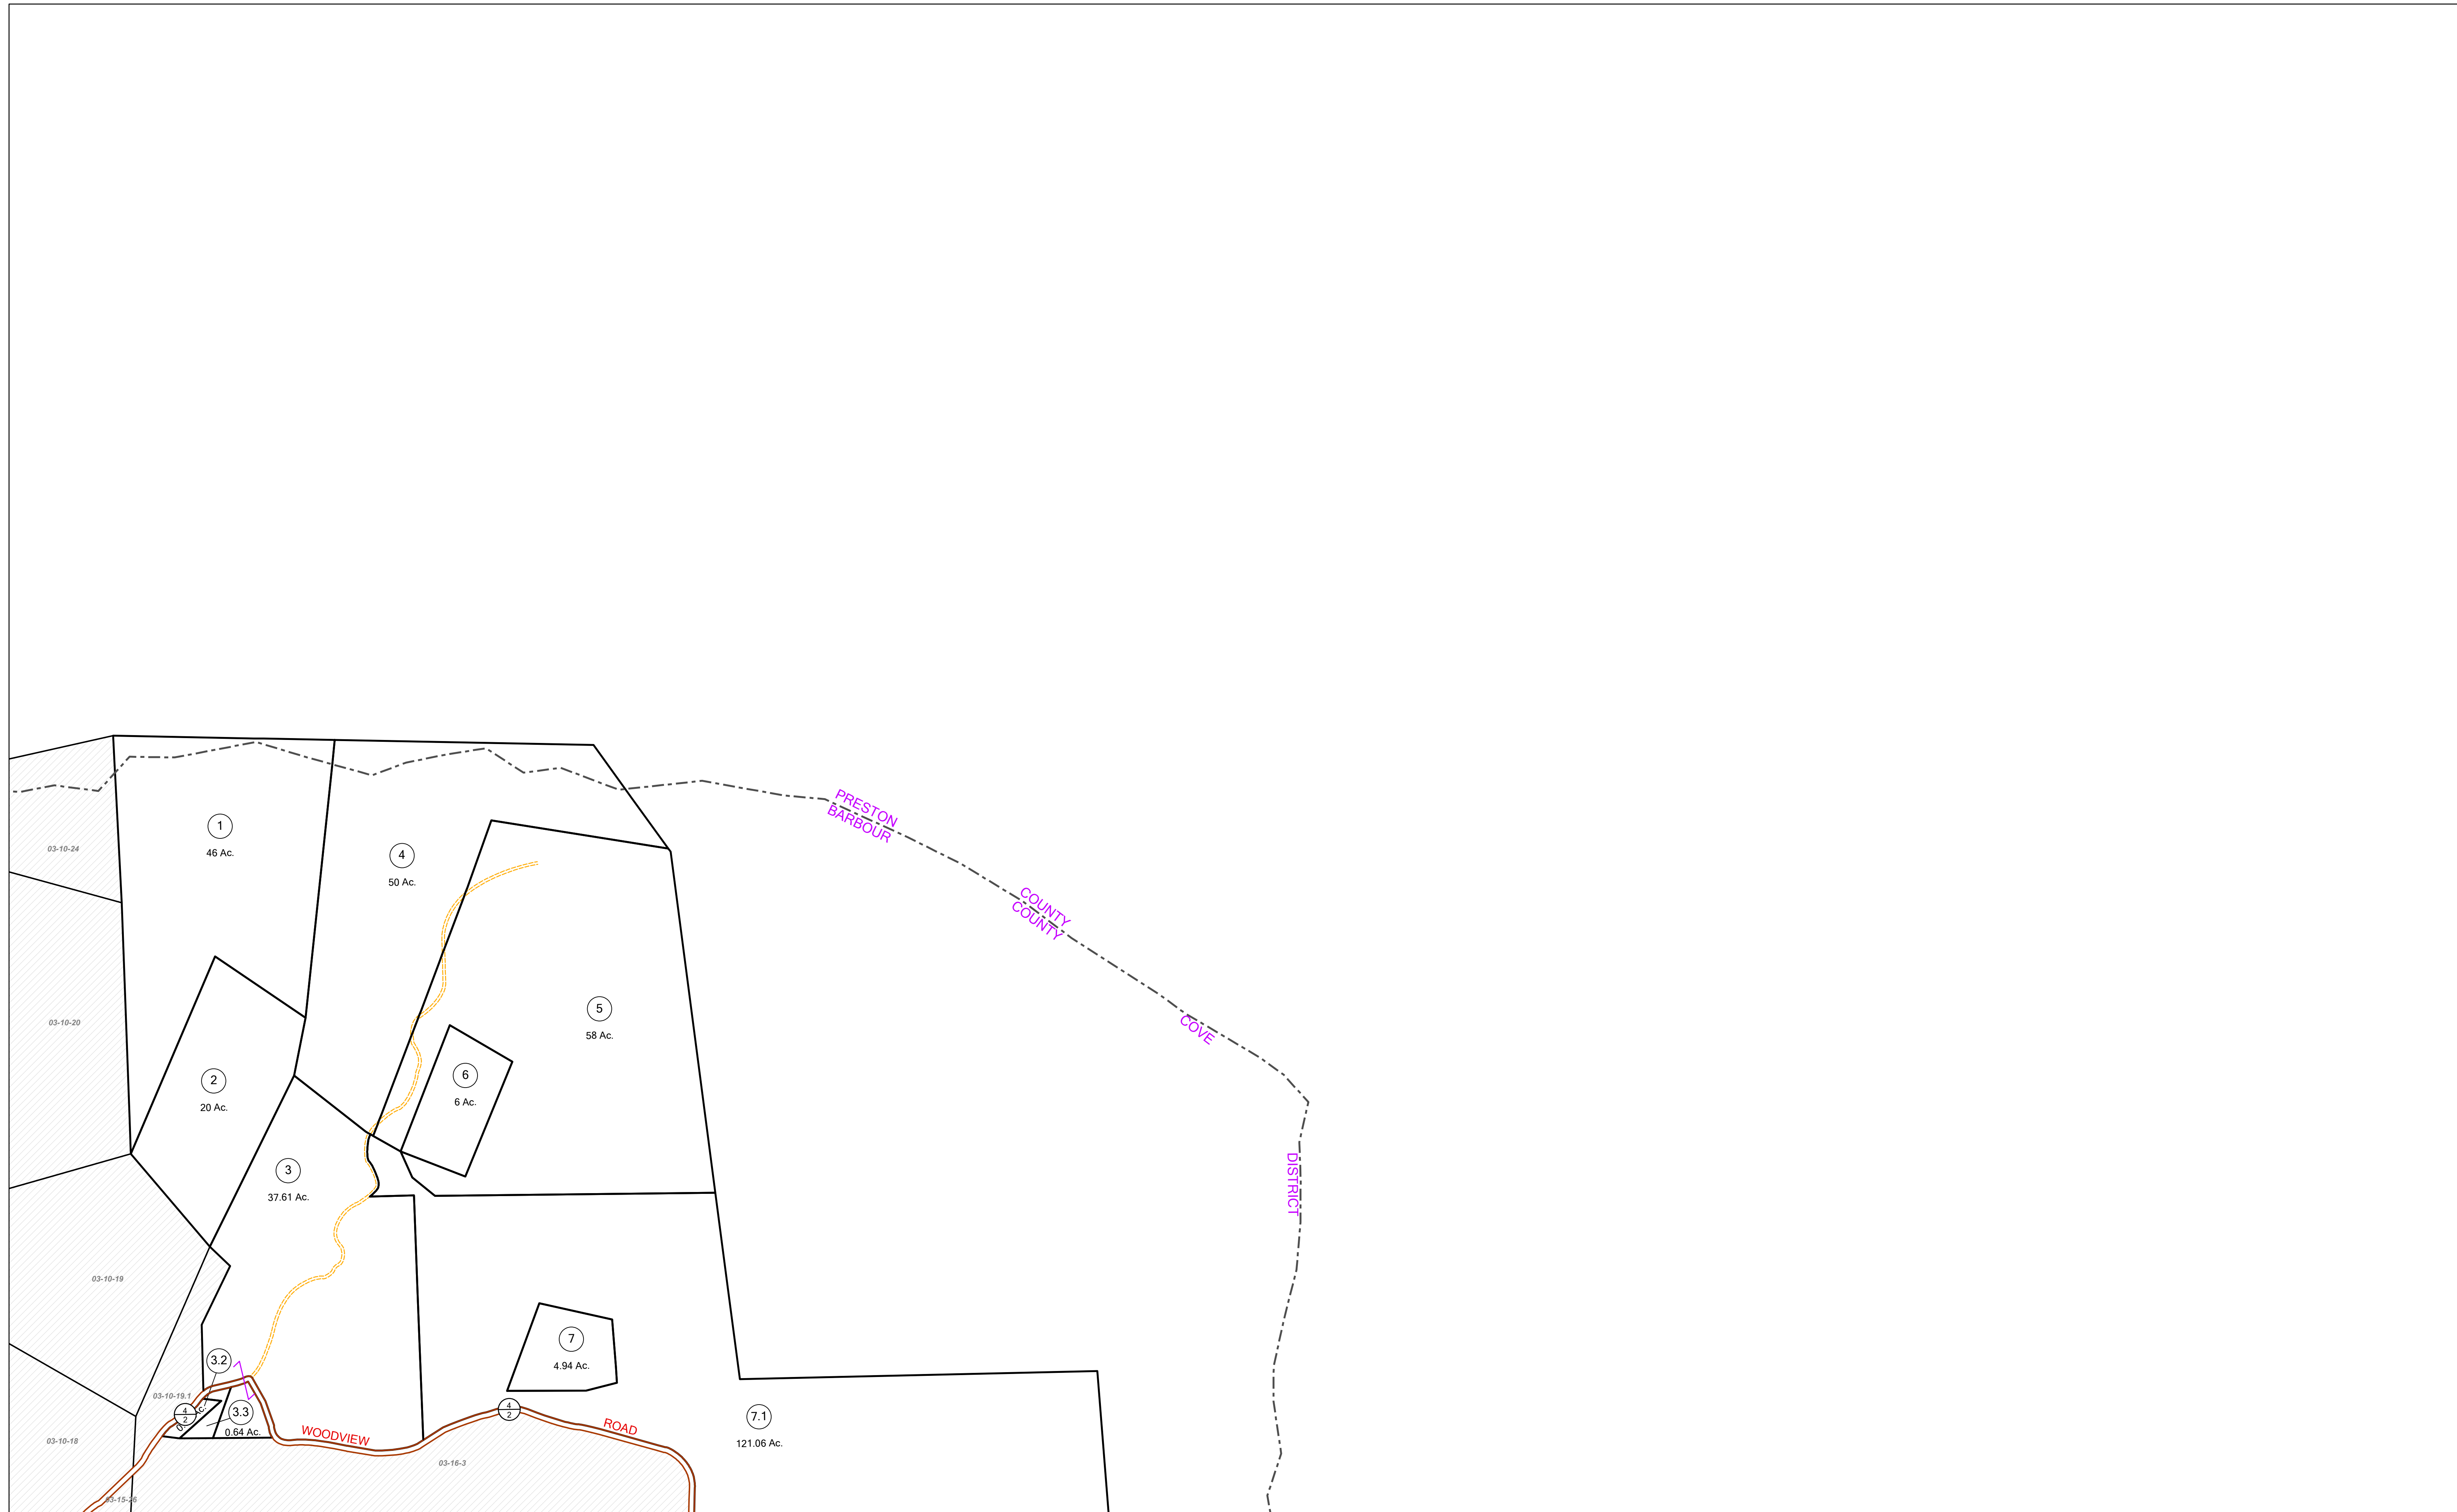 PRESTON
BARBOUR
1
46 Ac.
03-10-24
4
50 Ac.
COUNTY
COUNTY
5
58 Ac.
03-10-20
COVE
2
20 Ac.
6
6 Ac.
3
37.61 Ac.
DISTRICT
03-10-19
7
4.94 Ac.
3.2
03-10-19.1
4
2
3.3
0.64 Ac.
4
2
WOODVIEW
ROAD
7.1
121.06 Ac.
03-10-18
03-16-3
03-15-26